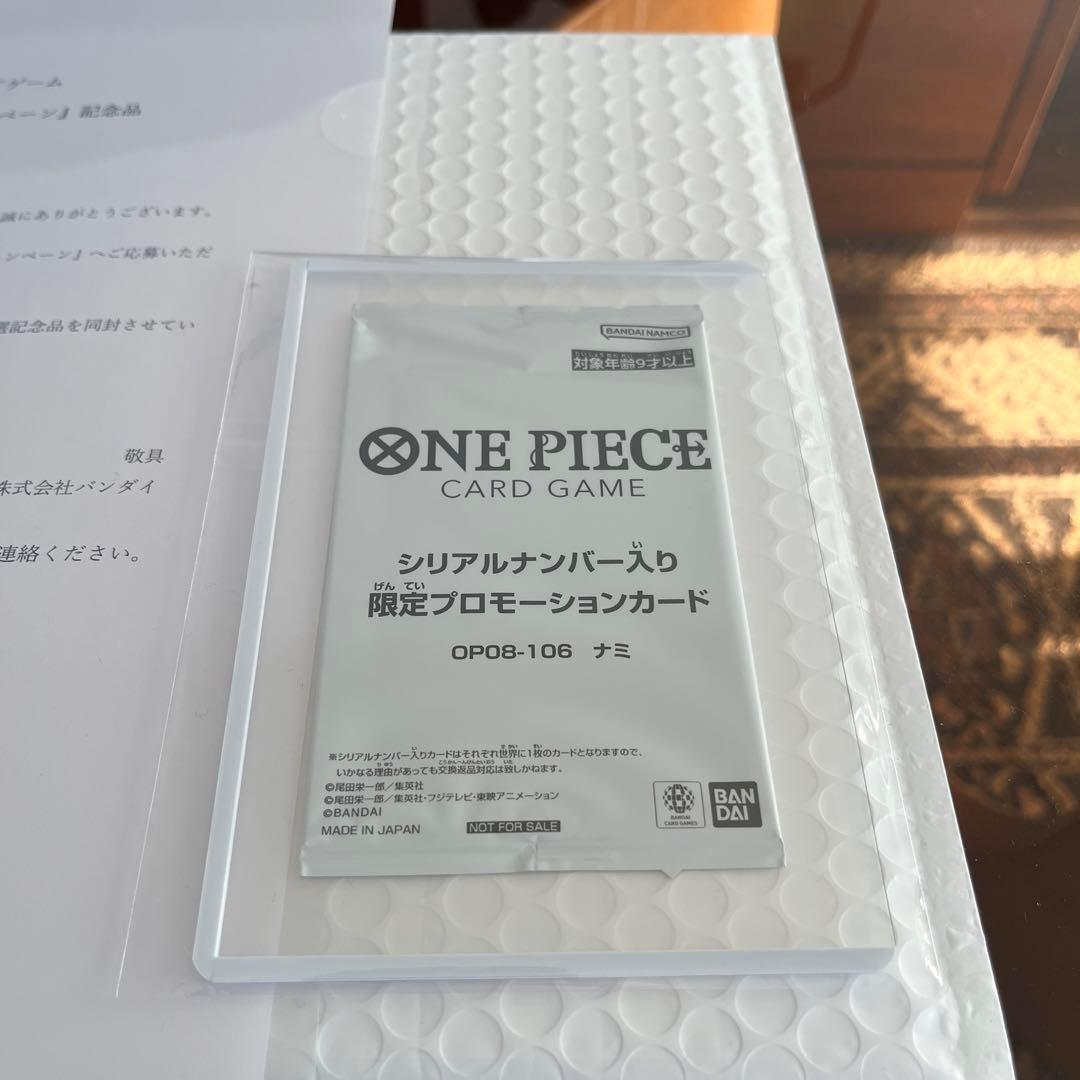 ゲーム
ペーン』記念品
誠にありがとうございます。
ンペーン』へご応募いただ
選記念品を同封させてい
敬具
株式会社バンダイ
連絡ください。
BANDAI NAMCO
対象年齢9才以上
ONE PIECE
CARD GAME
シリアルナンバー入り
限定プロモーションカード
OP08-106 ナミ
※シリアルナンバー入りカードはそれぞれ世界に1枚のカードとなりますので、
いかなる理由があっても交換返品対応は致しかねます。
©尾田栄一郎/集英社
©尾田栄一郎/集英社・フジテレビ・東映アニメーション
©BANDAI
MADE IN JAPAN NOT FOR SALE
BANDAI
CARD GAMES
BAN
DAI